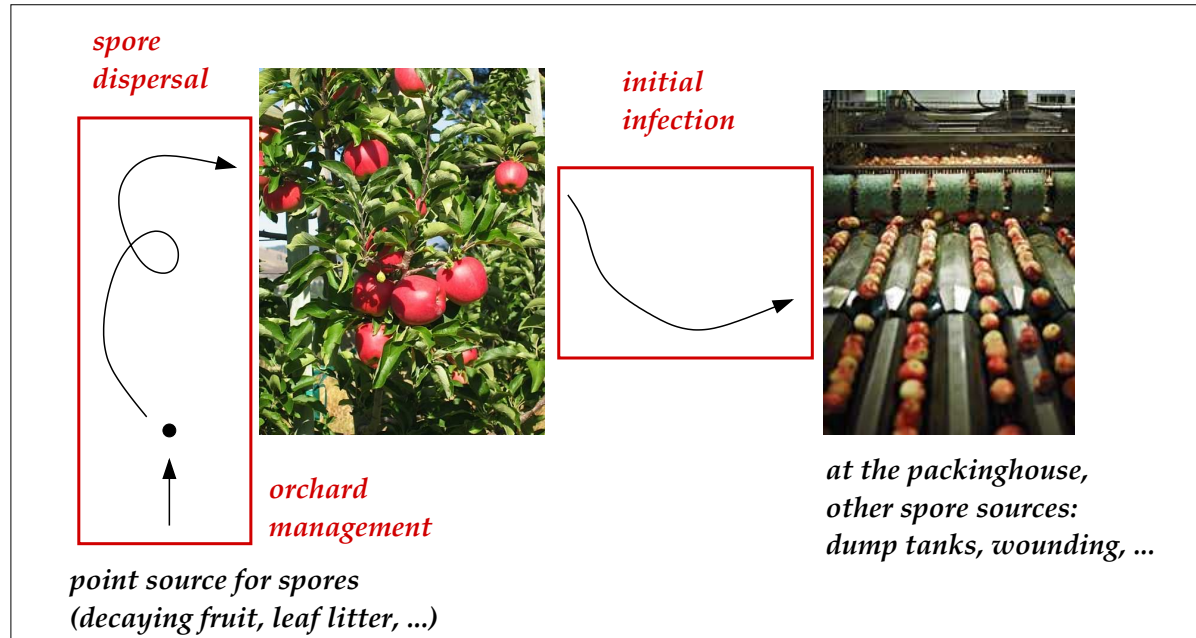 spore
dispersal
initial
infection
orchard
management
point source for spores
(decaying fruit, leaf litter, ...)
at the packinghouse,
other spore sources:
dump tanks, wounding, ...